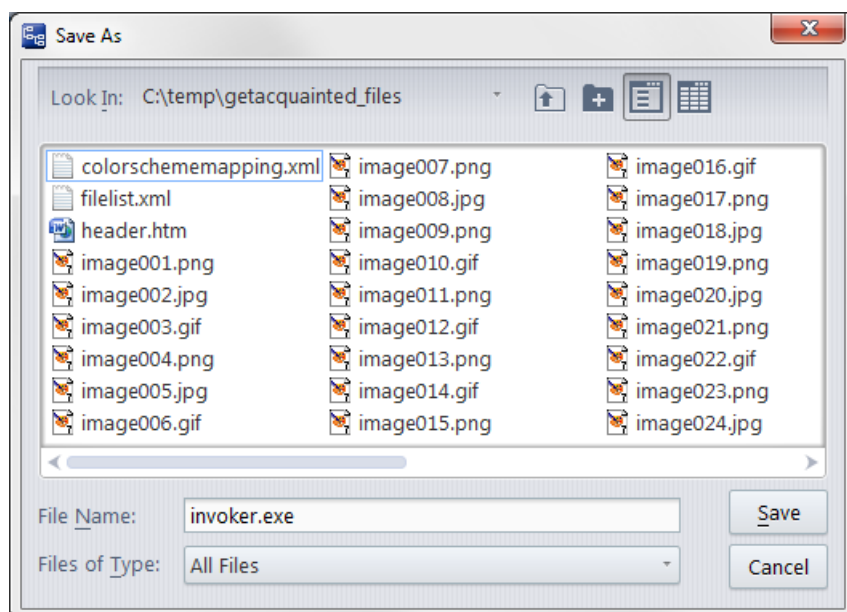 Save As
Look In: C:\temp\getacquainted_files
colorschememapping.xml image007.png image016.gif
filelist.xml image008.jpg image017.png
header.htm image009.png image018.jpg
image001.png image010.gif image019.png
image002.jpg image011.png image020.jpg
image003.gif image012.gif image021.png
image004.png image013.png image022.gif
image005.jpg image014.gif image023.png
image006.gif image015.png image024.jpg
File Name: invoker.exe Save
Files of Type: All Files Cancel